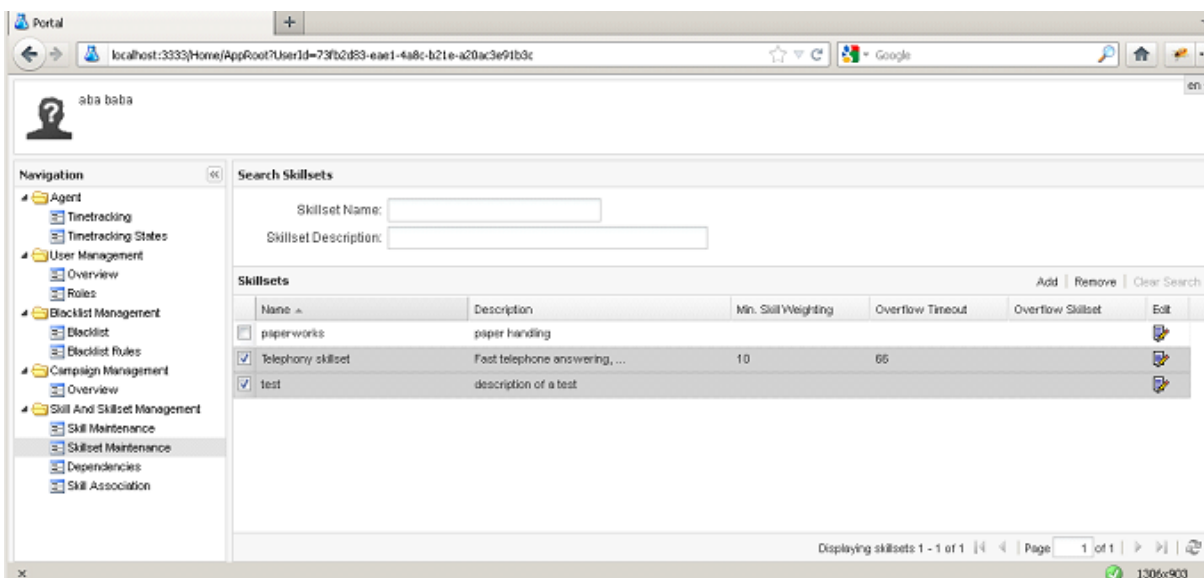 Portal
localhost:3333/Home/AppRoot?UserId=73fb2d83-eae1-4a8c-b21e-a20ac3e91b3c
Google
en
aba baba
Navigation
Agent
Timetracking
Timetracking States
User Management
Overview
Roles
Blacklist Management
Blacklist
Blacklist Rules
Campaign Management
Overview
Skill And Skillset Management
Skill Maintenance
Skillset Maintenance
Dependencies
Skill Association
Search Skillsets
Skillset Name:
Skillset Description:
Skillsets Add Remove Clear Search
Name Description Min. Skill Weighting Overflow Timeout Overflow Skillset Edit
paperworks paper handling
Telephony skillset Fast telephone answering, ... 10 66
test description of a test
Displaying skillsets 1 - 1 of 1 Page 1 of 1
x 1306x903